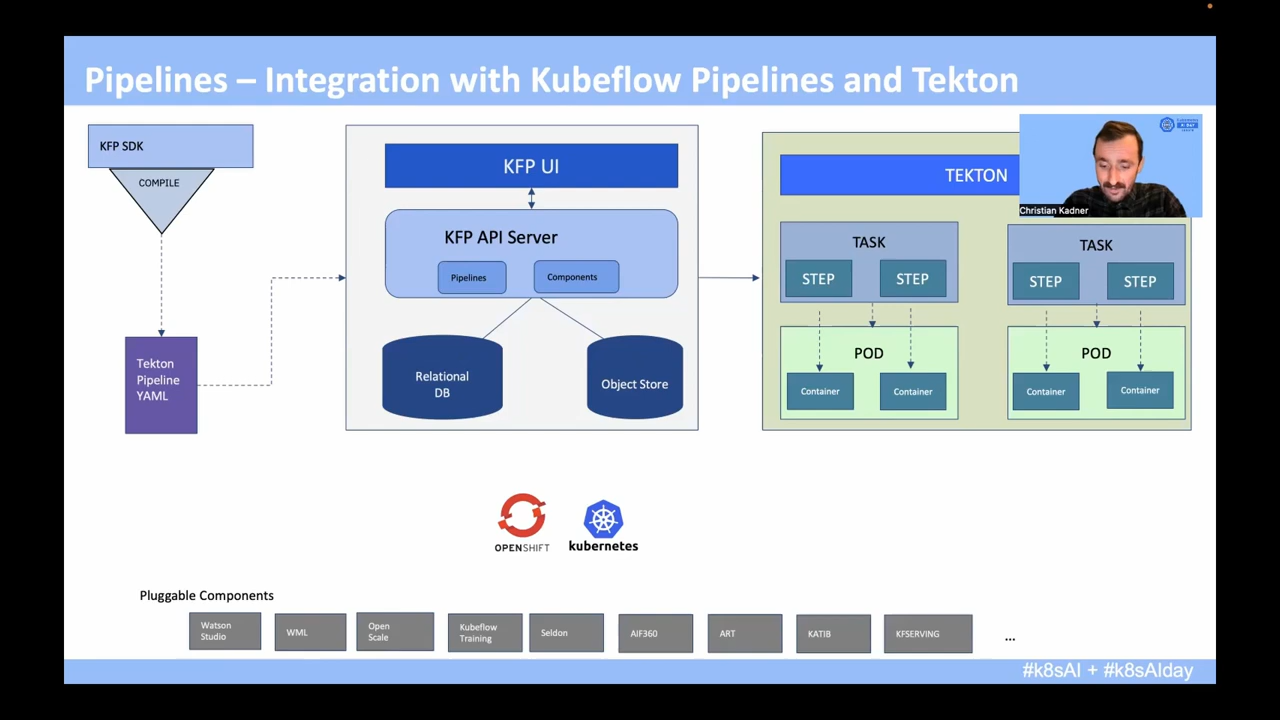 Pipelines – Integration with Kubeflow Pipelines and Tekton
KFP SDK
COMPILE
Tekton
Pipeline
YAML
KFP UI
KFP API Server
Pipelines
Components
Relational
DB
Object Store
TEKTON
TASK
STEP
STEP
POD
Container
Container
TASK
STEP
STEP
POD
Container
Container
Christian Kadner
OPENSHIFT
kubernetes
Pluggable Components
Watson
Studio
WML
Open
Scale
Kubeflow
Training
Seldon
AIF360
ART
KATIB
KFSERVING
...
#k8sAI + #k8sAIday